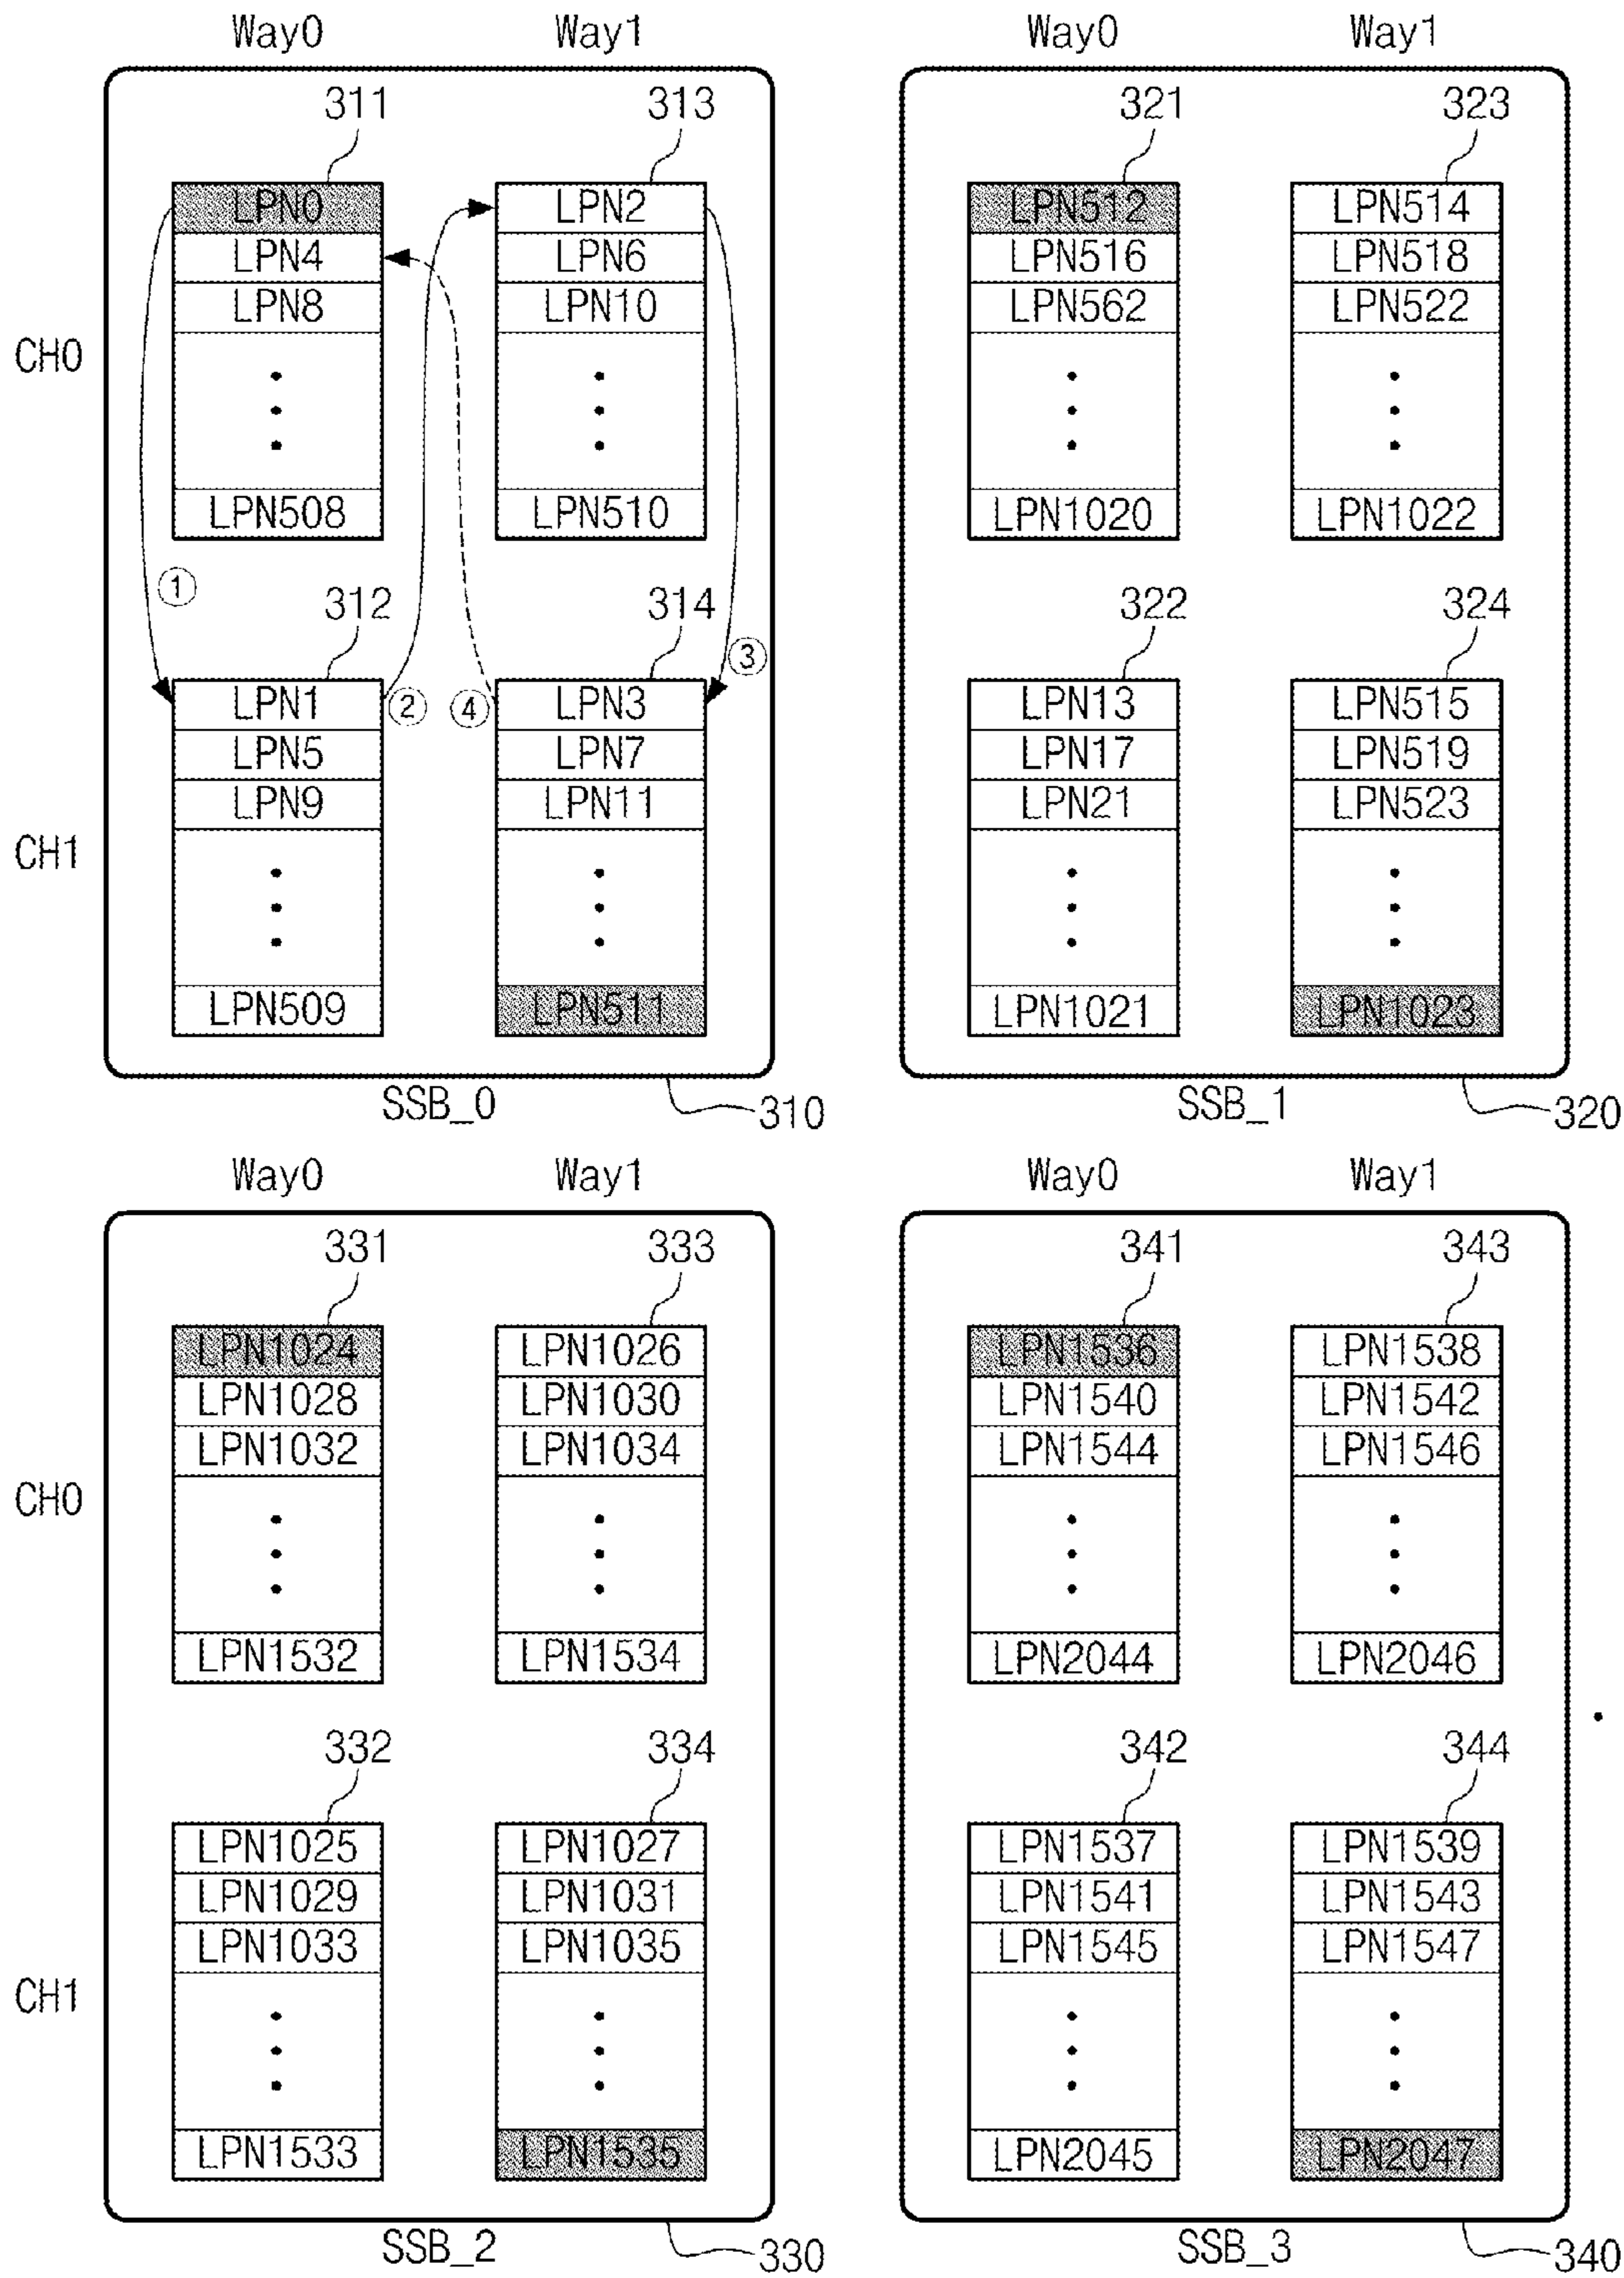 Way0 Way1 Way0 Way1
311 313 321 323
LPN0 LPN2 LPN512 LPN514
LPN4 LPN6 LPN516 LPN518
LPN8 LPN10 LPN562 LPN522
CH0
LPN508 LPN510 LPN1020 LPN1022
①
312 314 322 324
③
LPN1 ② ④ LPN3 LPN13 LPN515
LPN5 LPN7 LPN17 LPN519
LPN9 LPN11 LPN21 LPN523
CH1
LPN509 LPN511 LPN1021 LPN1023
SSB_0 310 SSB_1 320
Way0 Way1 Way0 Way1
331 333 341 343
LPN1024 LPN1026 LPN1536 LPN1538
LPN1028 LPN1030 LPN1540 LPN1542
LPN1032 LPN1034 LPN1544 LPN1546
CH0
LPN1532 LPN1534 LPN2044 LPN2046
332 334 342 344
LPN1025 LPN1027 LPN1537 LPN1539
LPN1029 LPN1031 LPN1541 LPN1543
LPN1033 LPN1035 LPN1545 LPN1547
CH1
LPN1533 LPN1535 LPN2045 LPN2047
SSB_2 330 SSB_3 340